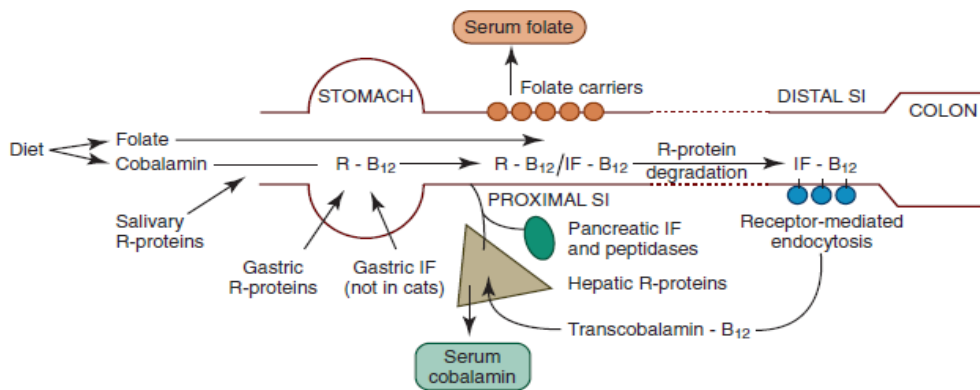 Serum folate
STOMACH
Folate carriers
DISTAL SI
COLON
Diet
Folate
Cobalamin
R - B₁₂
R - B₁₂/IF - B₁₂
R-protein
degradation
IF - B₁₂
Salivary
R-proteins
PROXIMAL SI
Gastric
R-proteins
Gastric IF
(not in cats)
Pancreatic IF
and peptidases
Receptor-mediated
endocytosis
Hepatic R-proteins
Transcobalamin - B₁₂
Serum
cobalamin